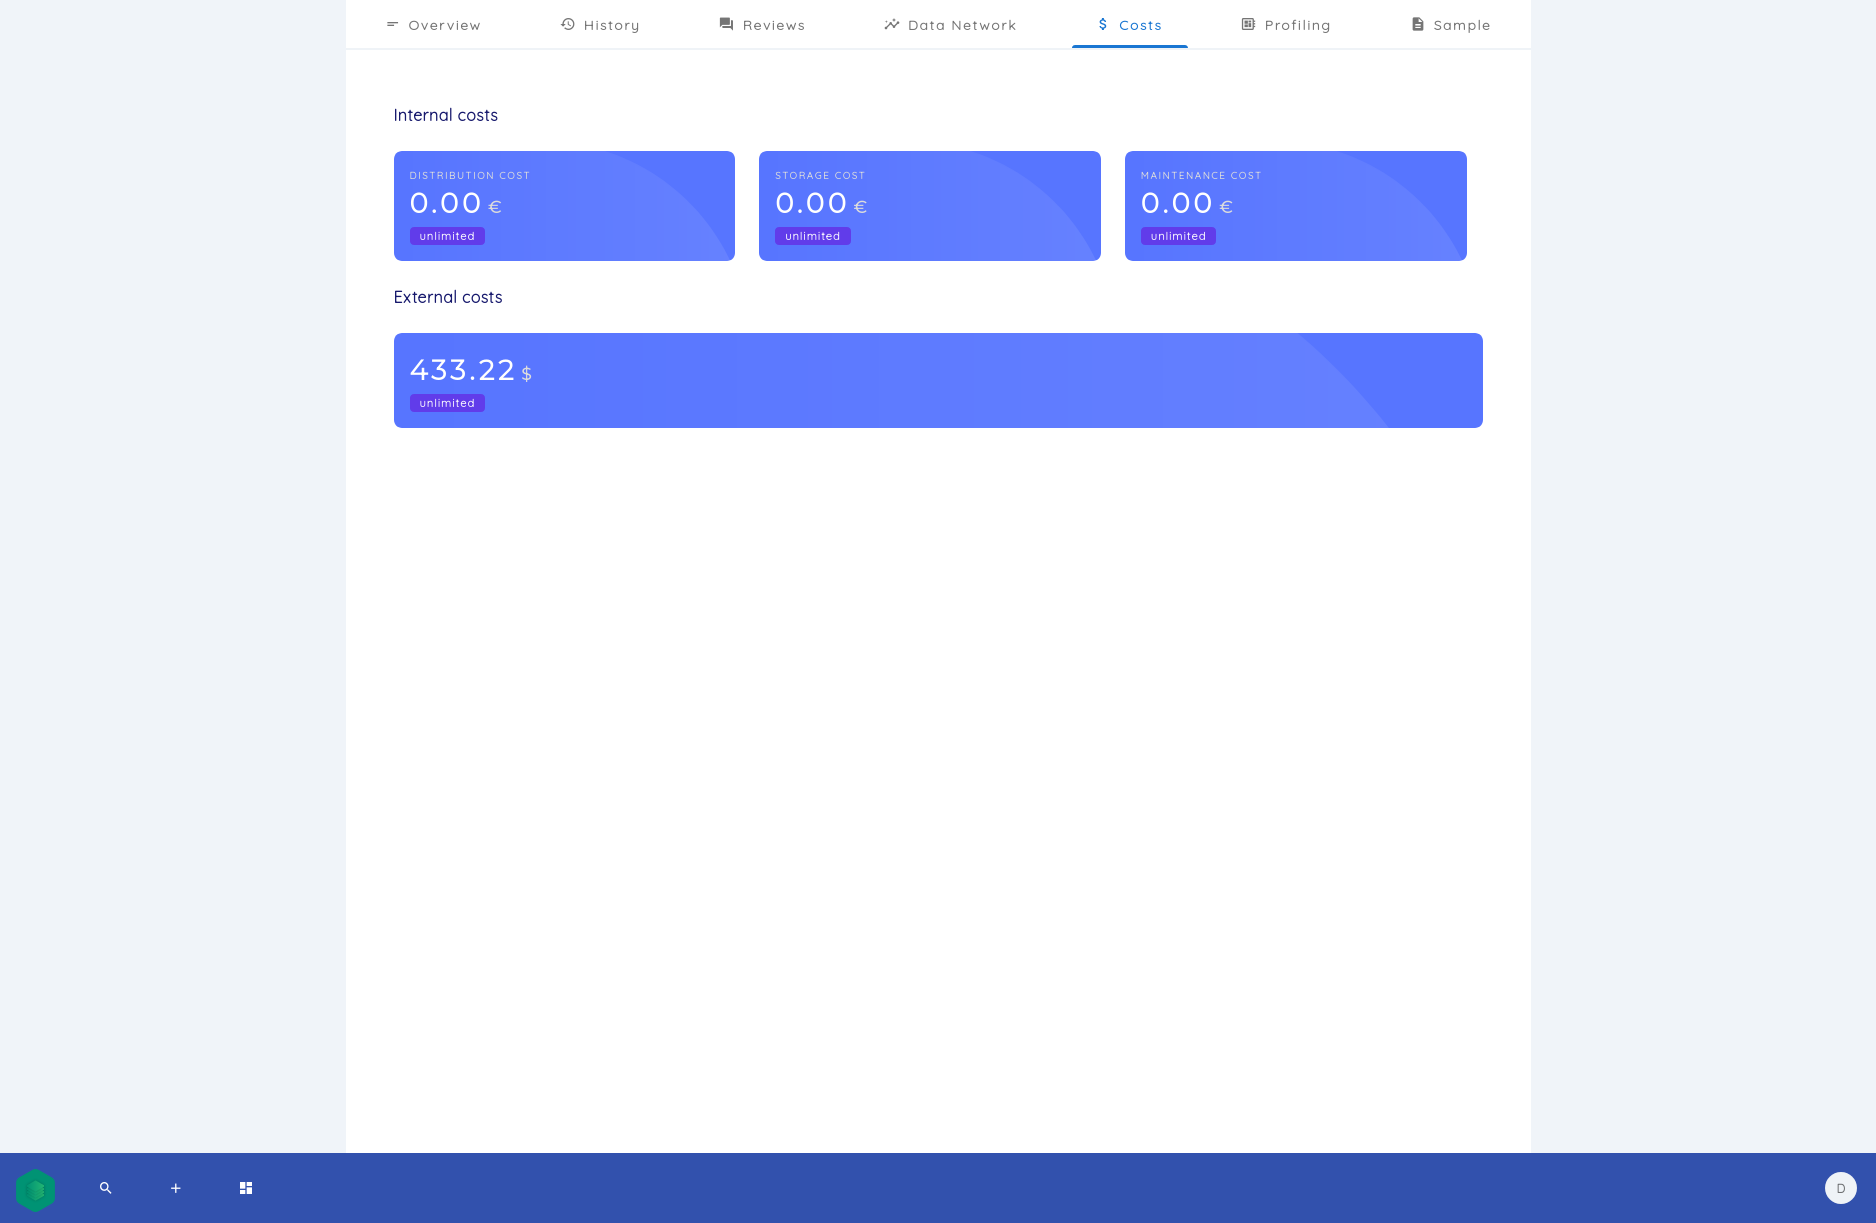 Overview History Reviews Data Network $ Costs Profiling Sample
Internal costs
DISTRIBUTION COST STORAGE COST MAINTENANCE COST
0.00 € 0.00 € 0.00 €
unlimited unlimited unlimited
External costs
433.22 $
unlimited
D